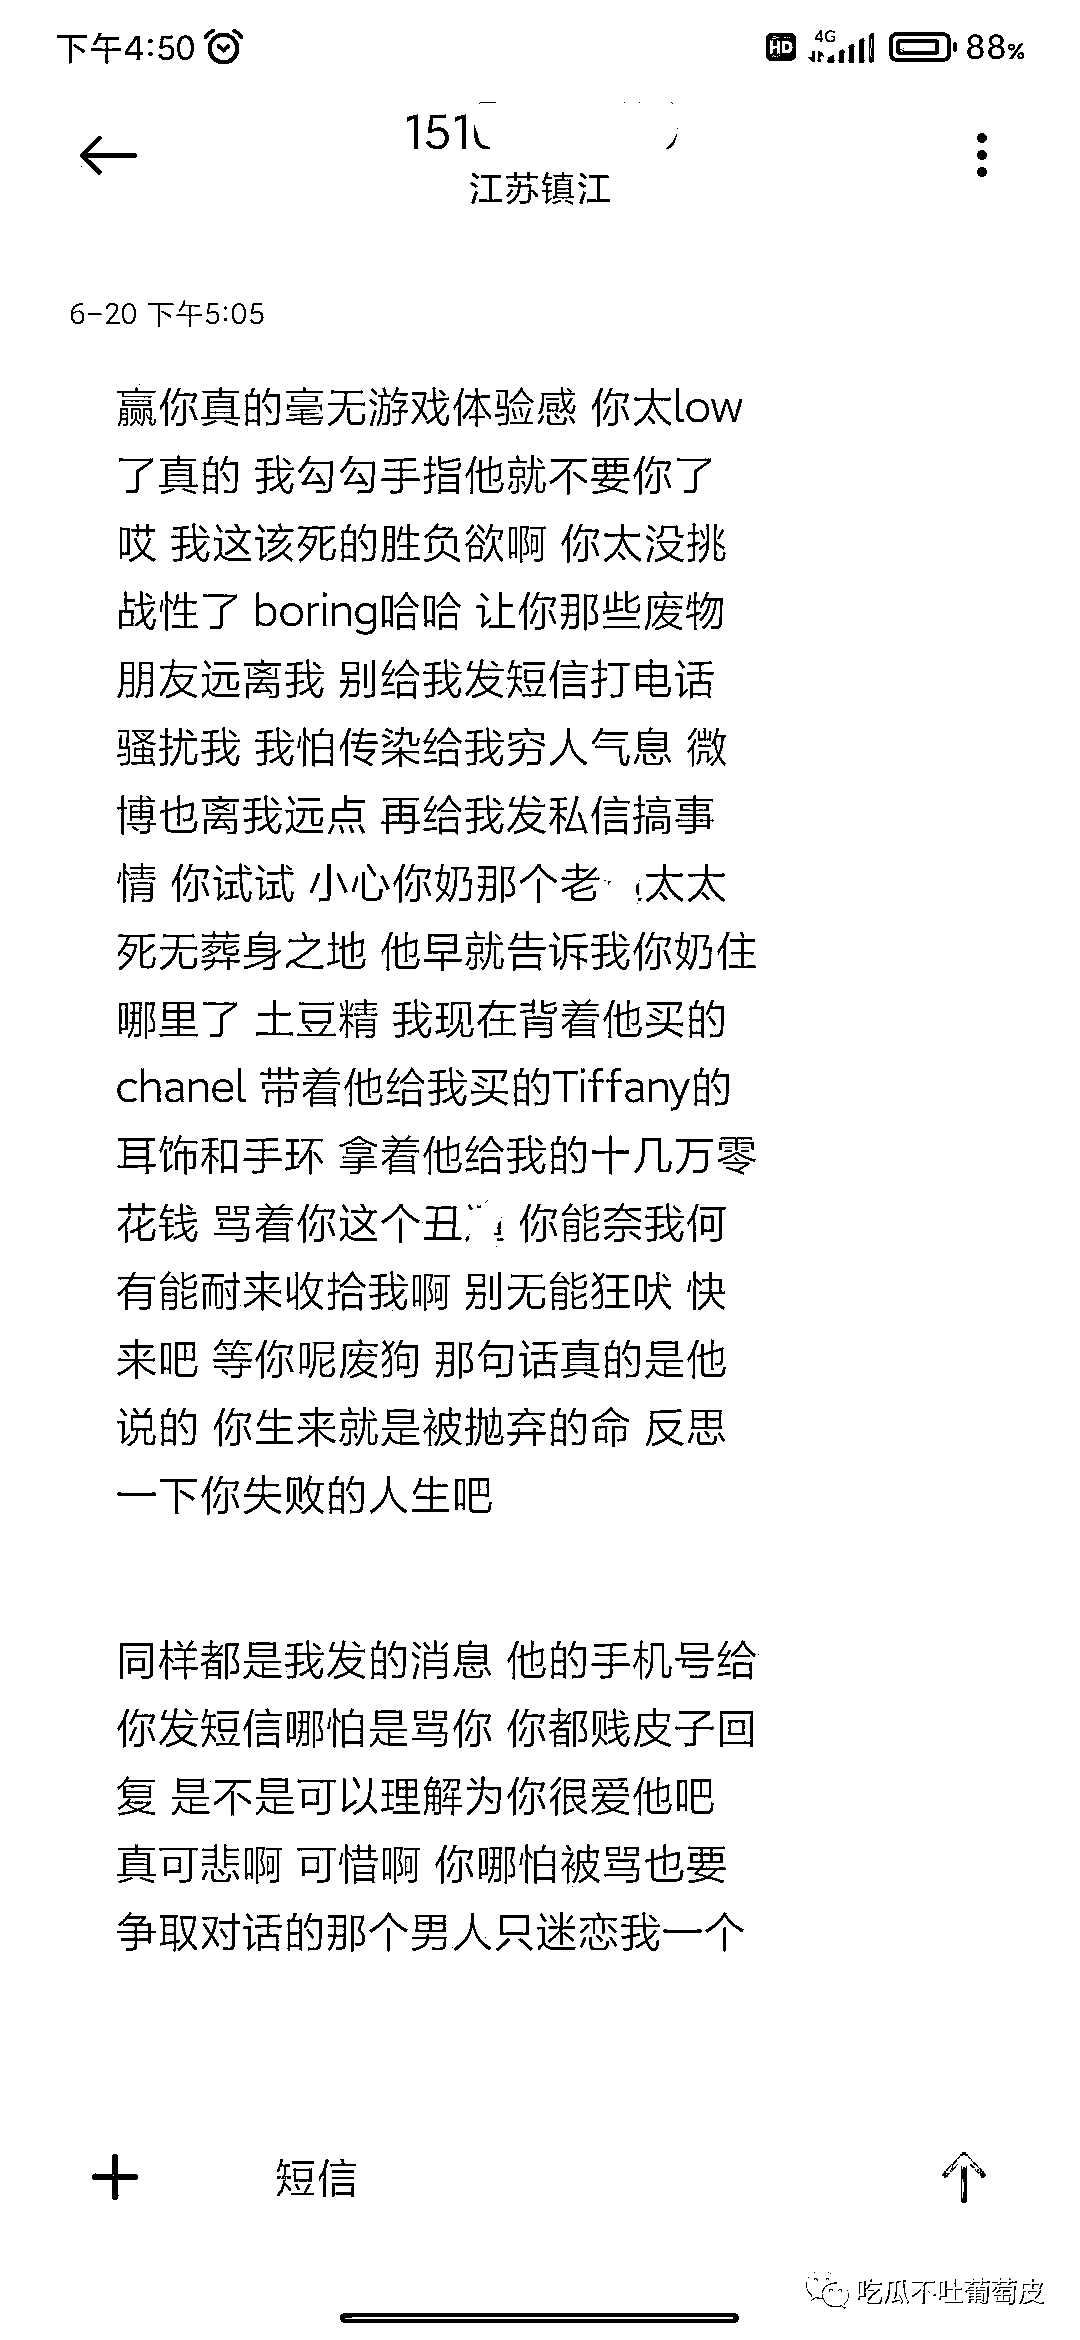 下午4:50
HD 4G 88%
151
江苏镇江
6-20 下午5:05
赢你真的毫无游戏体验感 你太low
了真的 我勾勾手指他就不要你了
哎 我这该死的胜负欲啊 你太没挑
战性了 boring哈哈 让你那些废物
朋友远离我 别给我发短信打电话
骚扰我 我怕传染给我穷人气息 微
博也离我远点 再给我发私信搞事
情 你试试 小心你奶那个老 太太
死无葬身之地 他早就告诉我你奶住
哪里了 土豆精 我现在背着他买的
chanel 带着他给我买的Tiffany的
耳饰和手环 拿着他给我的十几万零
花钱 骂着你这个丑 你能奈我何
有能耐来收拾我啊 别无能狂吠 快
来吧 等你呢废狗 那句话真的是他
说的 你生来就是被抛弃的命 反思
一下你失败的人生吧
同样都是我发的消息 他的手机号给
你发短信哪怕是骂你 你都贱皮子回
复 是不是可以理解为你很爱他吧
真可悲啊 可惜啊 你哪怕被骂也要
争取对话的那个男人只迷恋我一个
短信
吃瓜不吐葡萄皮